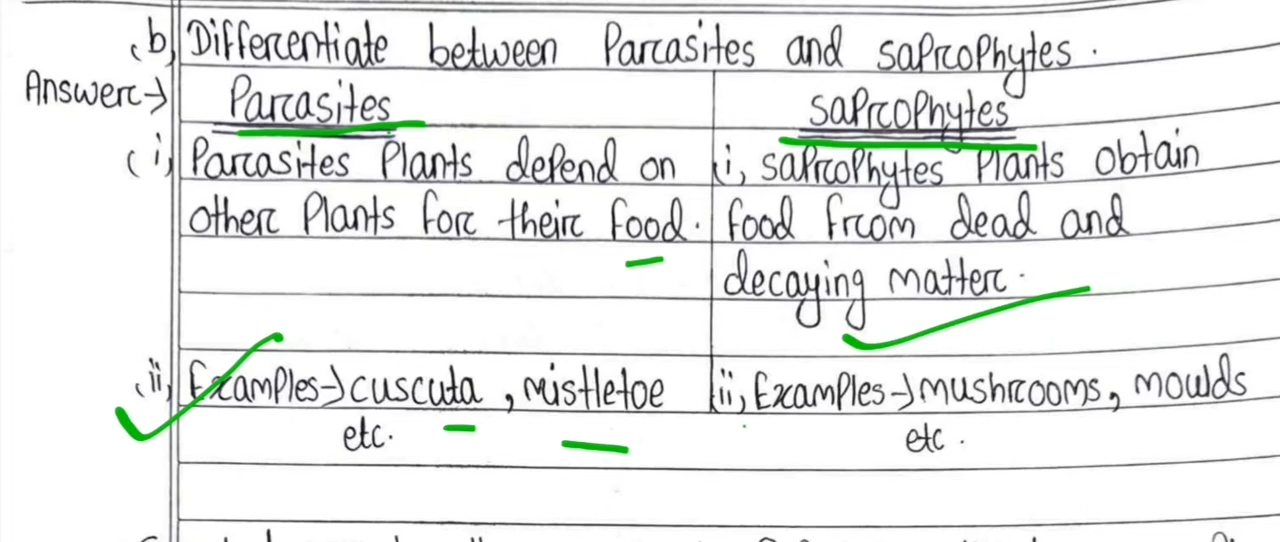 (b) Differentiate between Parasites and saprophytes.
Answer→ Parasites saprophytes
(i) Parasites Plants depend on i, saprophytes Plants obtain
other Plants for their food. food from dead and
decaying matter.
(ii) Examples→ cuscuta, mistletoe ii, Examples→ mushrooms, moulds
etc. etc.